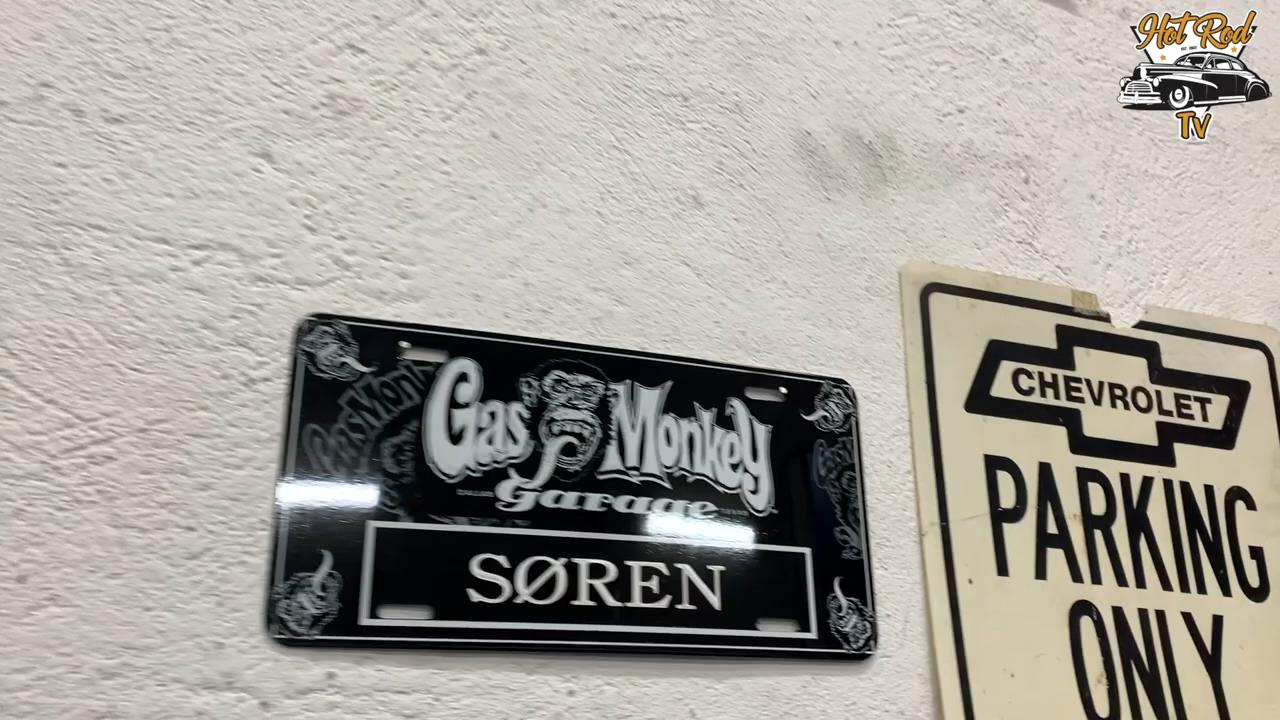 Hot Rod
TV
Gas Monkey
Garage
SØREN
CHEVROLET
PARKING
ONLY